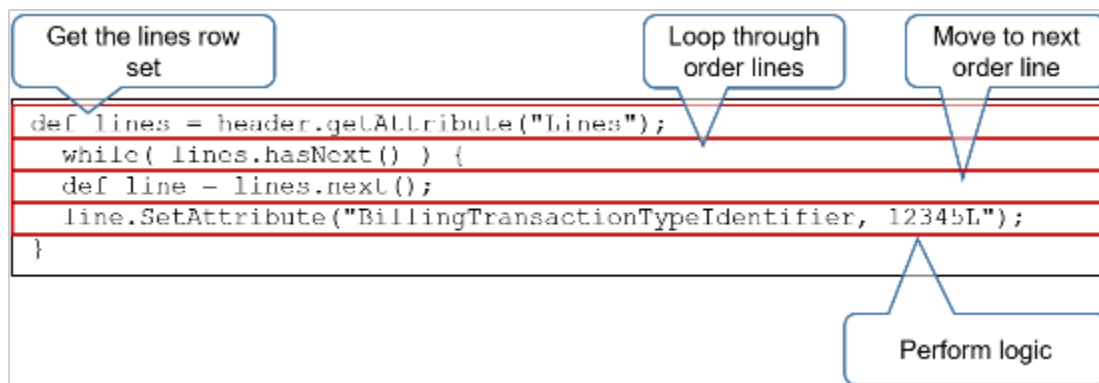 Get the lines row
set
Loop through
order lines
Move to next
order line
def lines = header.getAttribute("Lines");
while( lines.hasNext() ) {
def line = lines.next();
line.SetAttribute("BillingTransactionTypeIdentifier, 12345L");
}
Perform logic